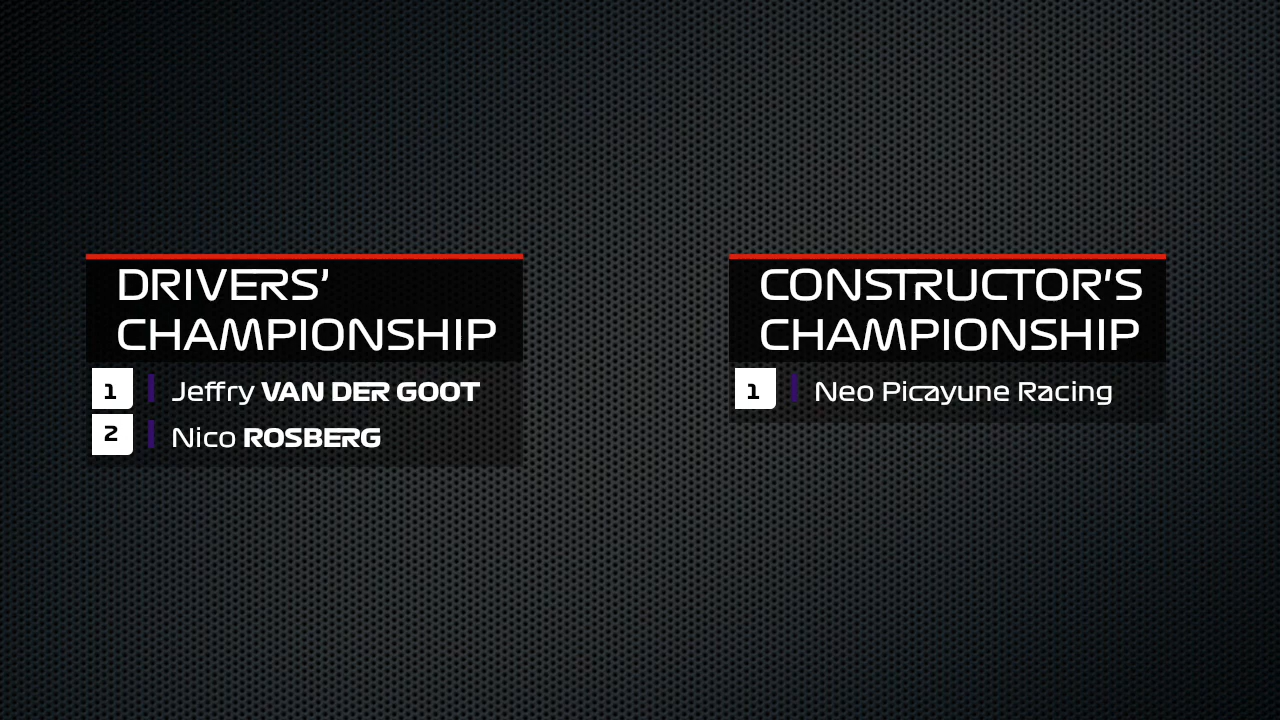 DRIVERS’
CHAMPIONSHIP
1 Jeffry VAN DER GOOT
2 Nico ROSBERG
CONSTRUCTOR’S
CHAMPIONSHIP
1 Neo Picayune Racing